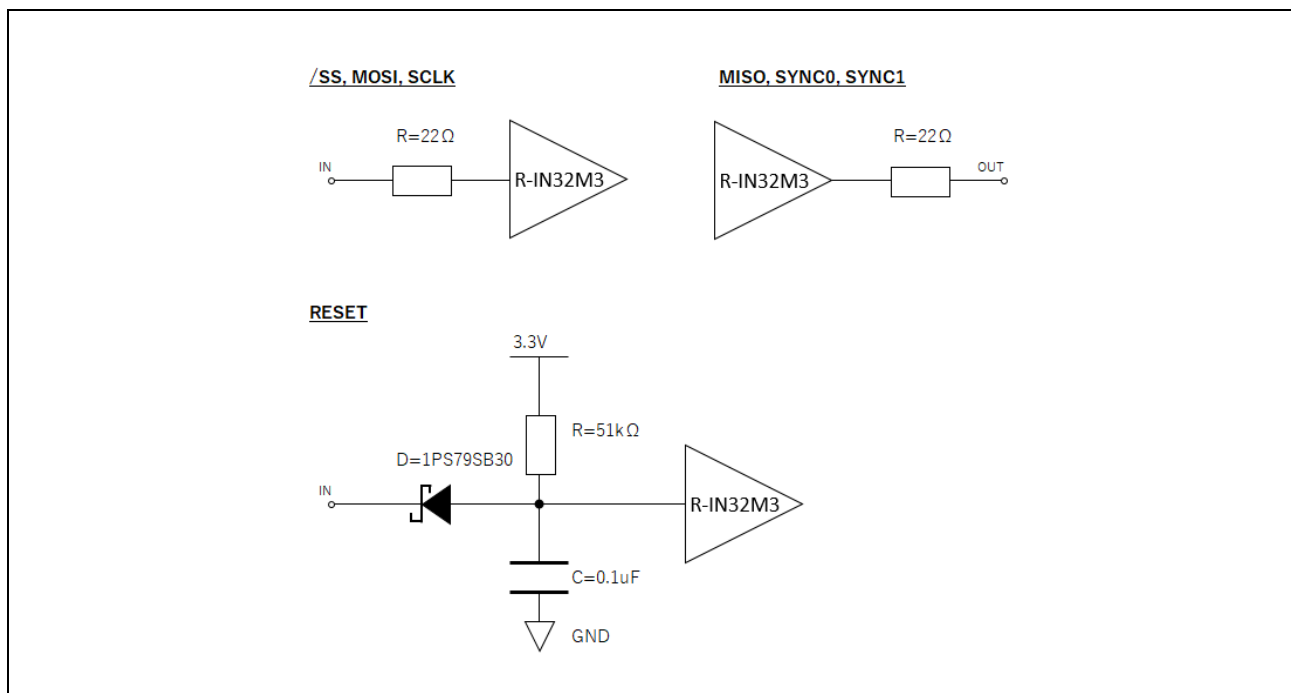 /SS, MOSI, SCLK
MISO, SYNC0, SYNC1
R=22Ω
R=22Ω
IN
R-IN32M3
R-IN32M3
OUT
RESET
3.3V
R=51kΩ
D=1PS79SB30
IN
R-IN32M3
C=0.1uF
GND